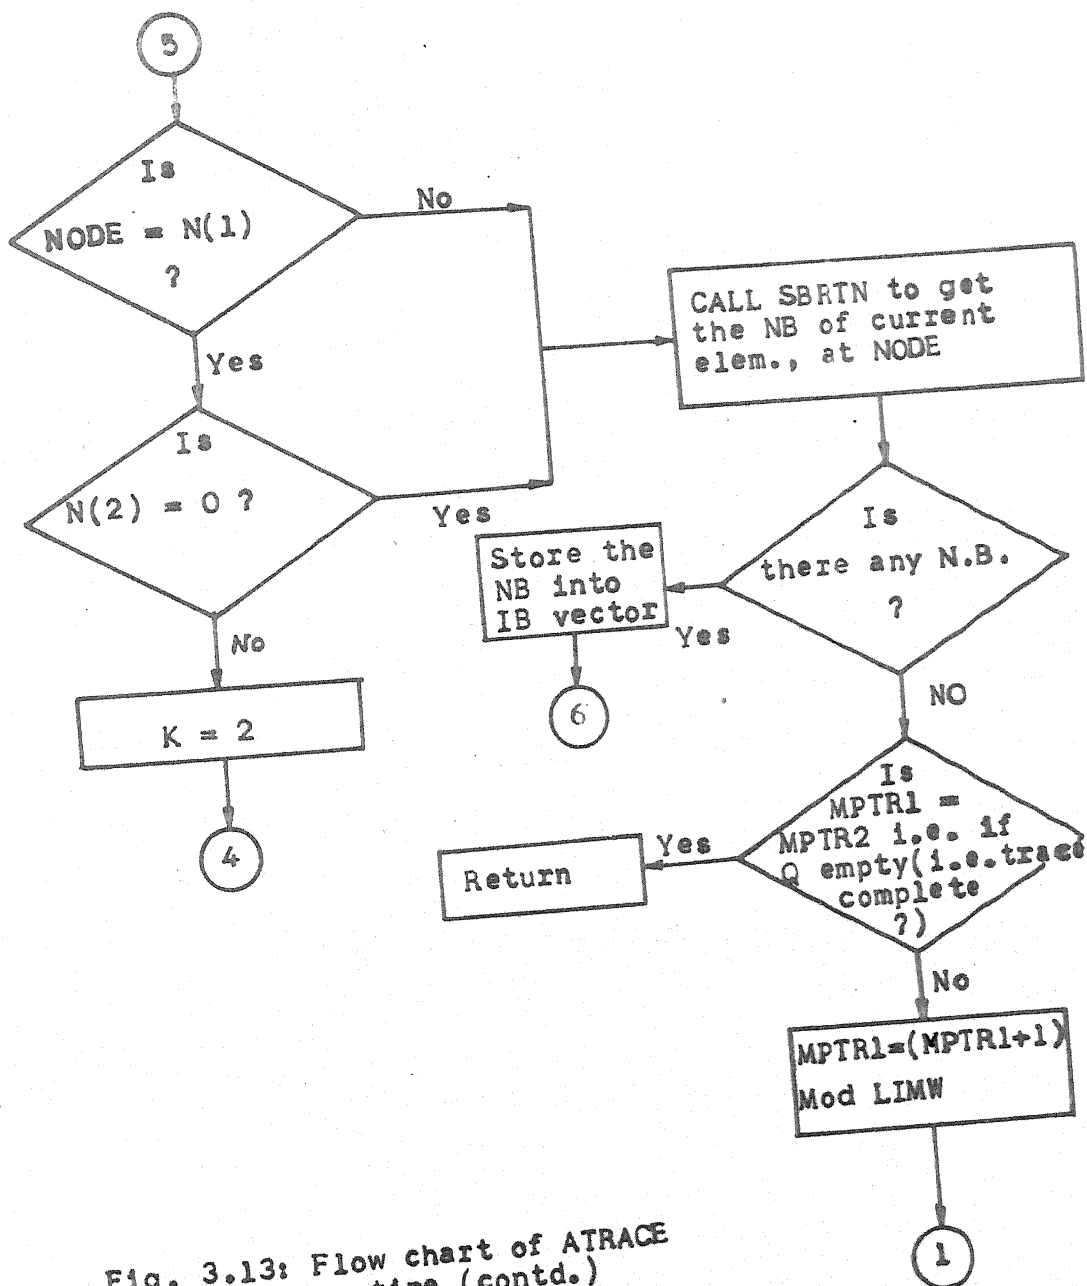 5
Is
NODE = N(1)
?
No
Yes
Is
N(2) = 0 ?
Yes
No
K = 2
4
CALL SBRTN to get
the NB of current
elem., at NODE
Is
there any N.B.
?
Yes
Store the
NB into
IB vector
6
NO
Is
MPTR1 =
MPTR2 i.e. if
Q empty(i.e.trace
complete
?)
Yes
Return
No
MPTR1=(MPTR1+1)
Mod LIMW
1
Fig. 3.13: Flow chart of ATRACE
(contd.)